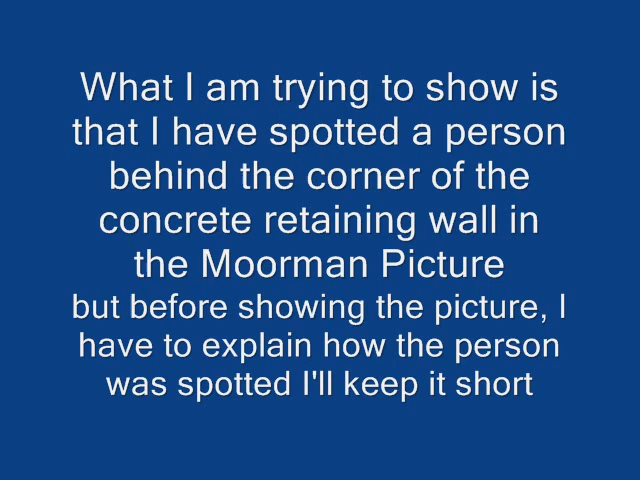 What I am trying to show is
that I have spotted a person
behind the corner of the
concrete retaining wall in
the Moorman Picture
but before showing the picture, I
have to explain how the person
was spotted I'll keep it short